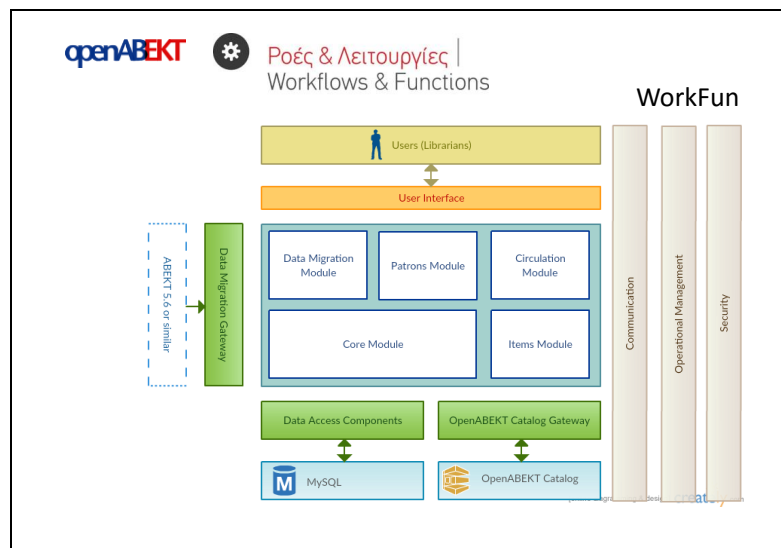 openABEKT
Ροές & Λειτουργίες
Workflows & Functions
WorkFun
Users (Librarians)
User Interface
ABEKT 5.6 or similar
Data Migration Gateway
Data Migration
Module
Patrons Module
Circulation
Module
Core Module
Items Module
Communication
Operational Management
Security
Data Access Components
OpenABEKT Catalog Gateway
M
MySQL
OpenABEKT Catalog